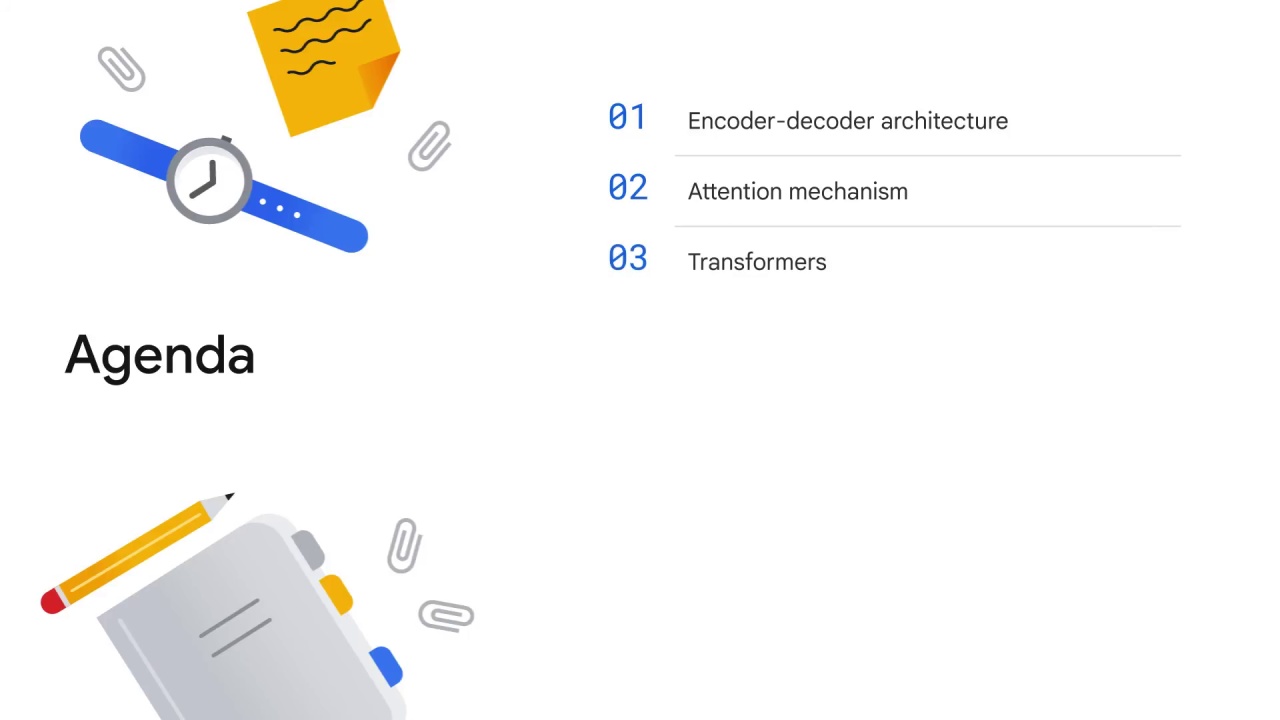 Agenda
01 Encoder-decoder architecture
02 Attention mechanism
03 Transformers